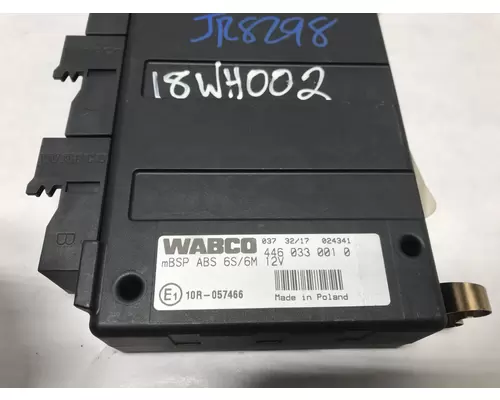 JR8298
18WH002
B
WABCO 037 32/17 024341
446 033 001 0
mBSP ABS 6S/6M 12V
E1 10R-057466
Made in Poland